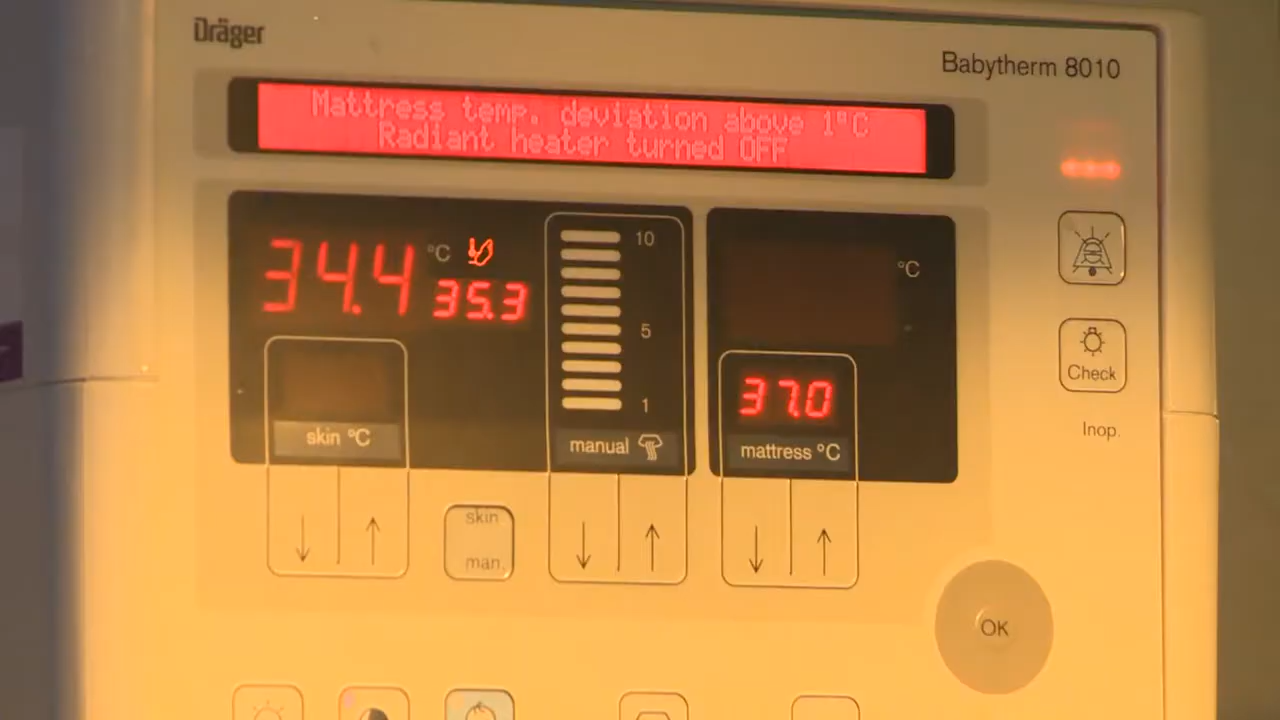 Dräger
Babytherm 8010
Mattress temp. deviation above 1°C
Radiant heater turned OFF
34.4 °C
35.3
10
5
1
°C
37.0
skin °C
manual
mattress °C
Check
Inop.
skin
man.
OK